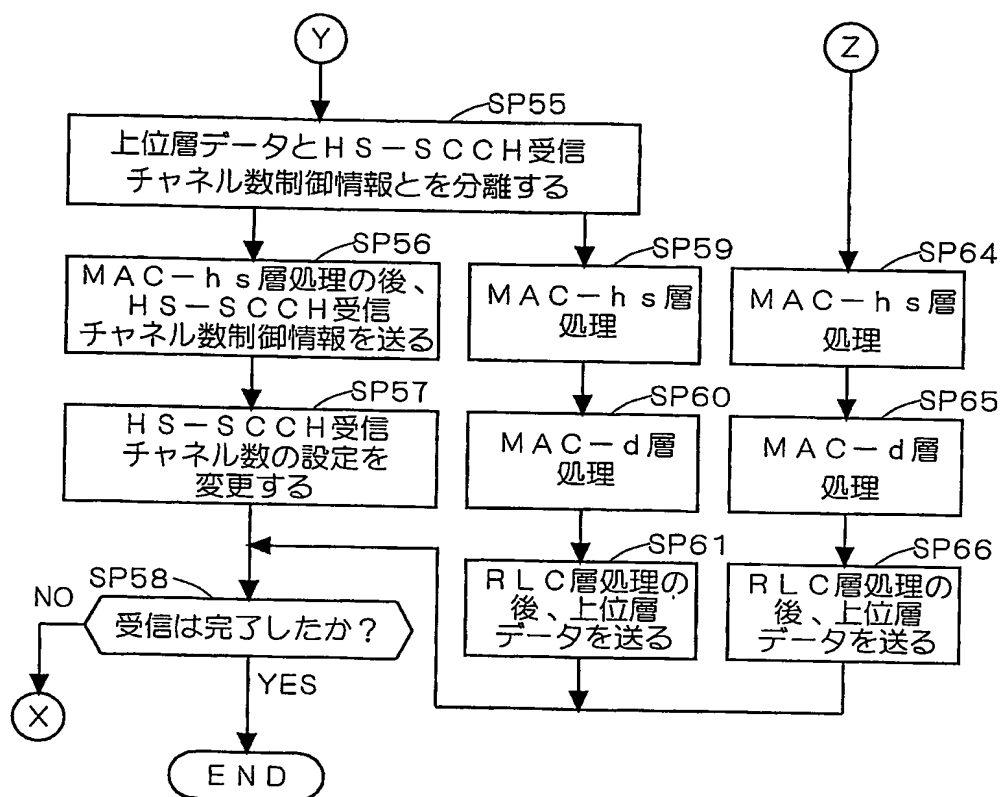 Y
Z
SP55
上位層データとHS-SCCH受信
チャネル数制御情報とを分離する
SP56
MAC-hs層処理の後、
HS-SCCH受信
チャネル数制御情報を送る
SP59
MAC-hs層
処理
SP64
MAC-hs層
処理
SP57
HS-SCCH受信
チャネル数の設定を
変更する
SP60
MAC-d層
処理
SP65
MAC-d層
処理
SP58
受信は完了したか？
NO
YES
X
END
SP61
RLC層処理の
後、上位層
データを送る
SP66
RLC層処理の
後、上位層
データを送る